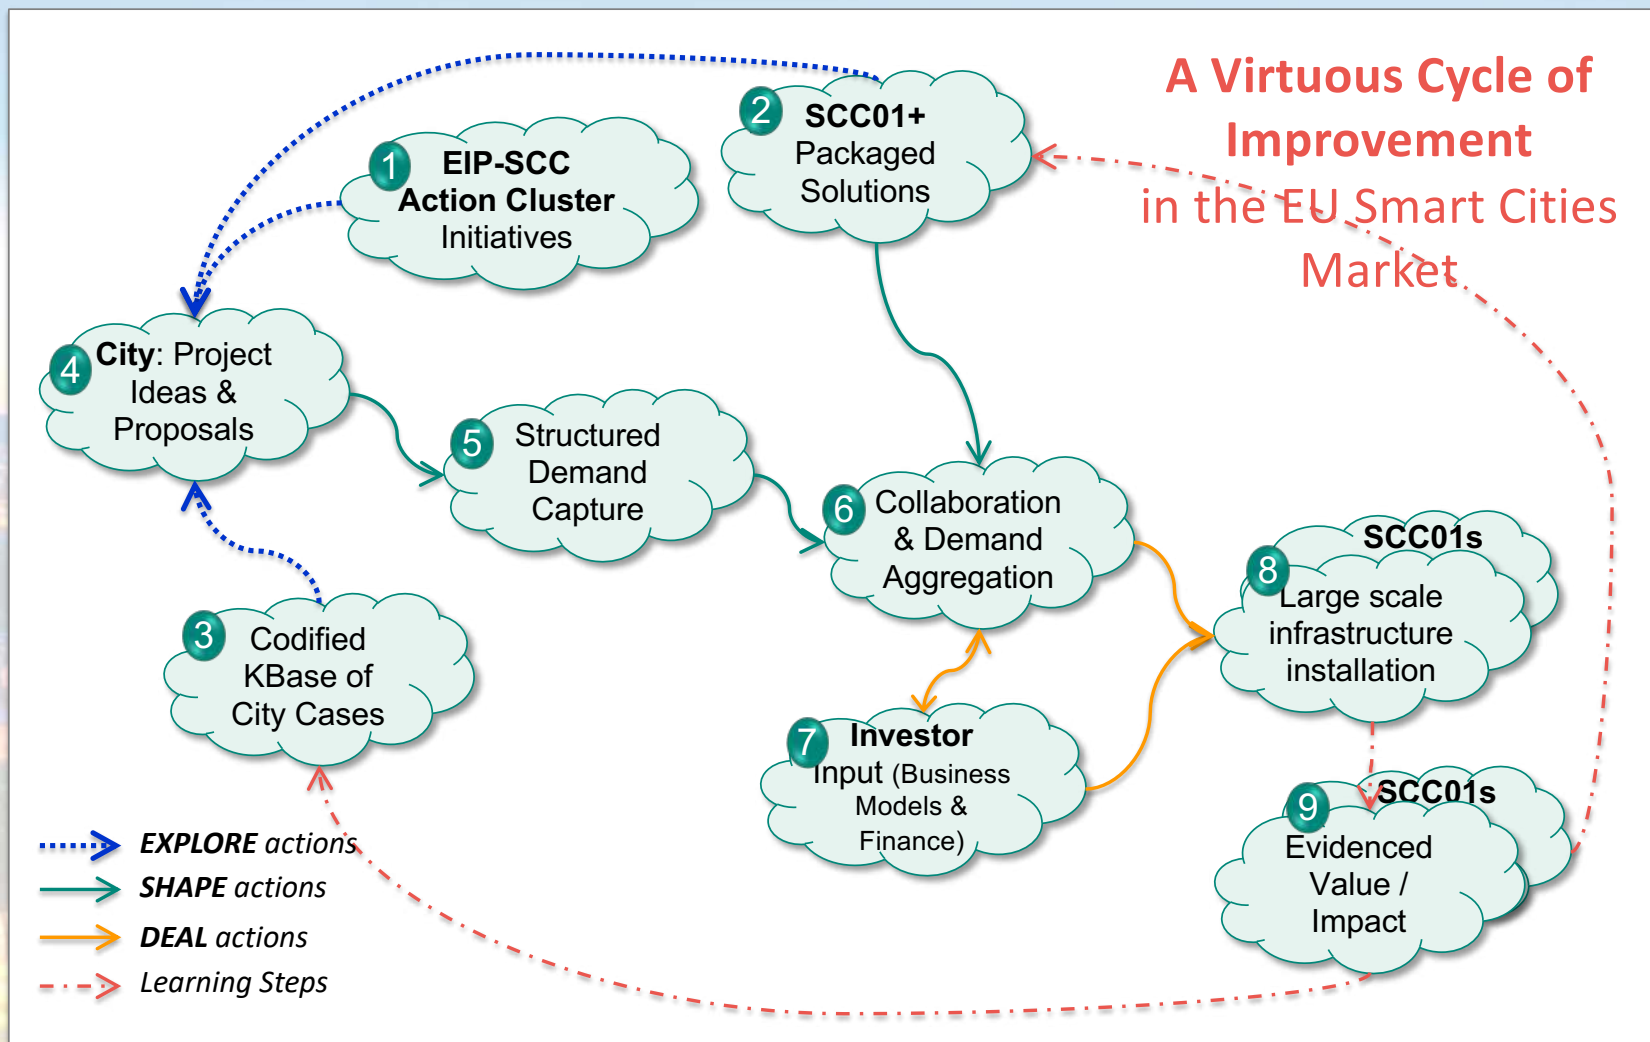 A Virtuous Cycle of
Improvement
in the EU Smart Cities
Market
1
EIP-SCC
Action Cluster
Initiatives
2
SCC01+
Packaged
Solutions
4
City: Project
Ideas &
Proposals
5
Structured
Demand
Capture
6
Collaboration
& Demand
Aggregation
SCC01s
8
Large scale
infrastructure
installation
3
Codified
KBase of
City Cases
7
Investor
Input (Business
Models &
Finance)
SCC01s
9
Evidenced
Value /
Impact
EXPLORE actions
SHAPE actions
DEAL actions
Learning Steps